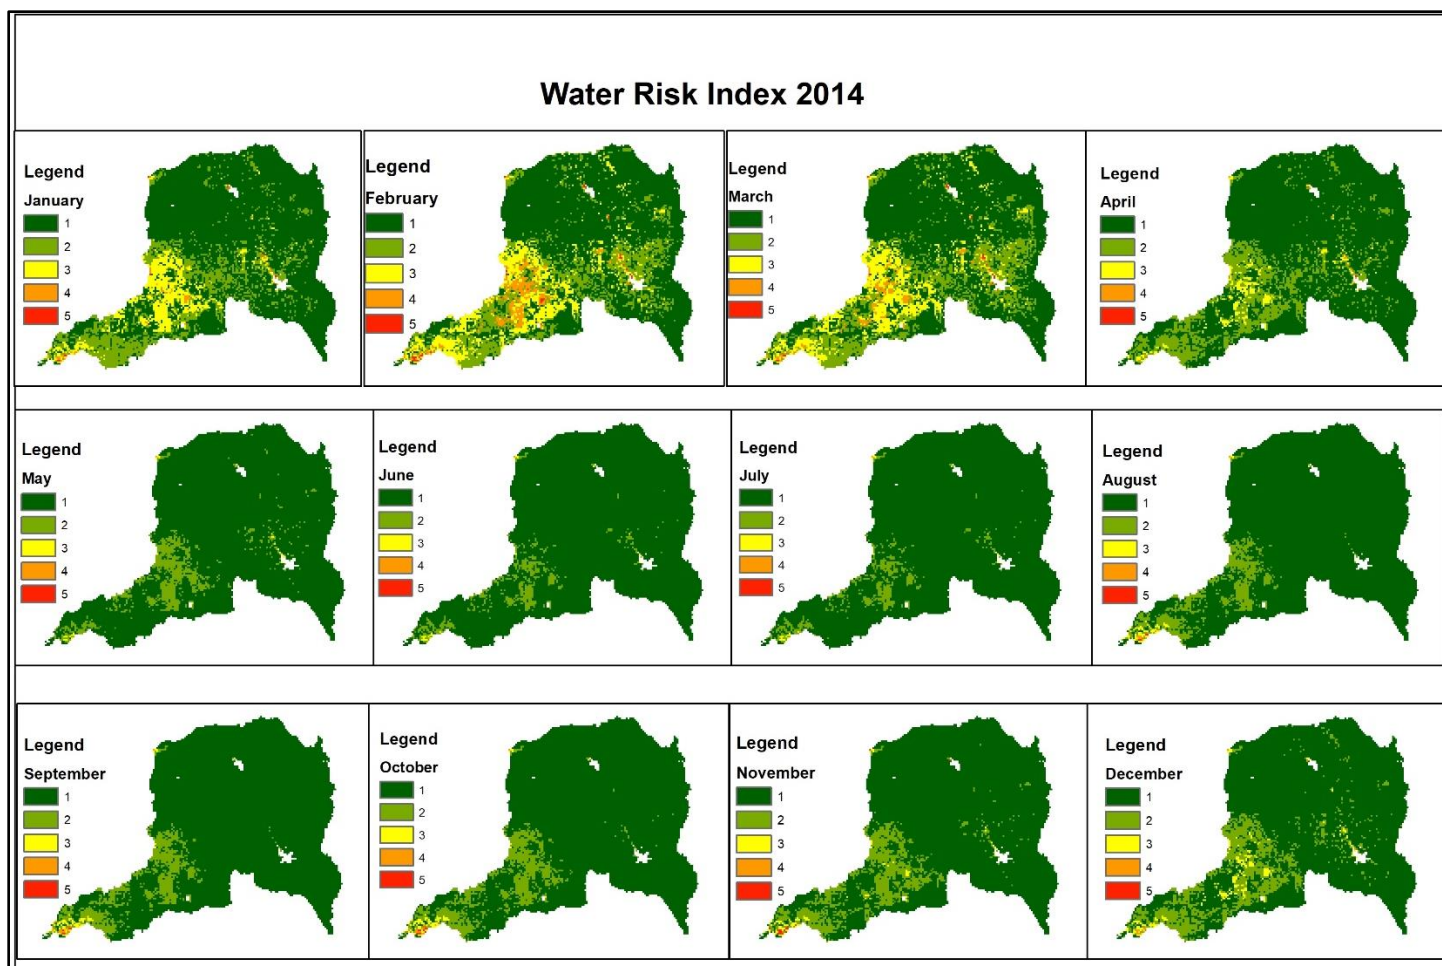 Water Risk Index 2014
Legend
January
1
2
3
4
5
Legend
February
1
2
3
4
5
Legend
March
1
2
3
4
5
Legend
April
1
2
3
4
5
Legend
May
1
2
3
4
5
Legend
June
1
2
3
4
5
Legend
July
1
2
3
4
5
Legend
August
1
2
3
4
5
Legend
September
1
2
3
4
5
Legend
October
1
2
3
4
5
Legend
November
1
2
3
4
5
Legend
December
1
2
3
4
5